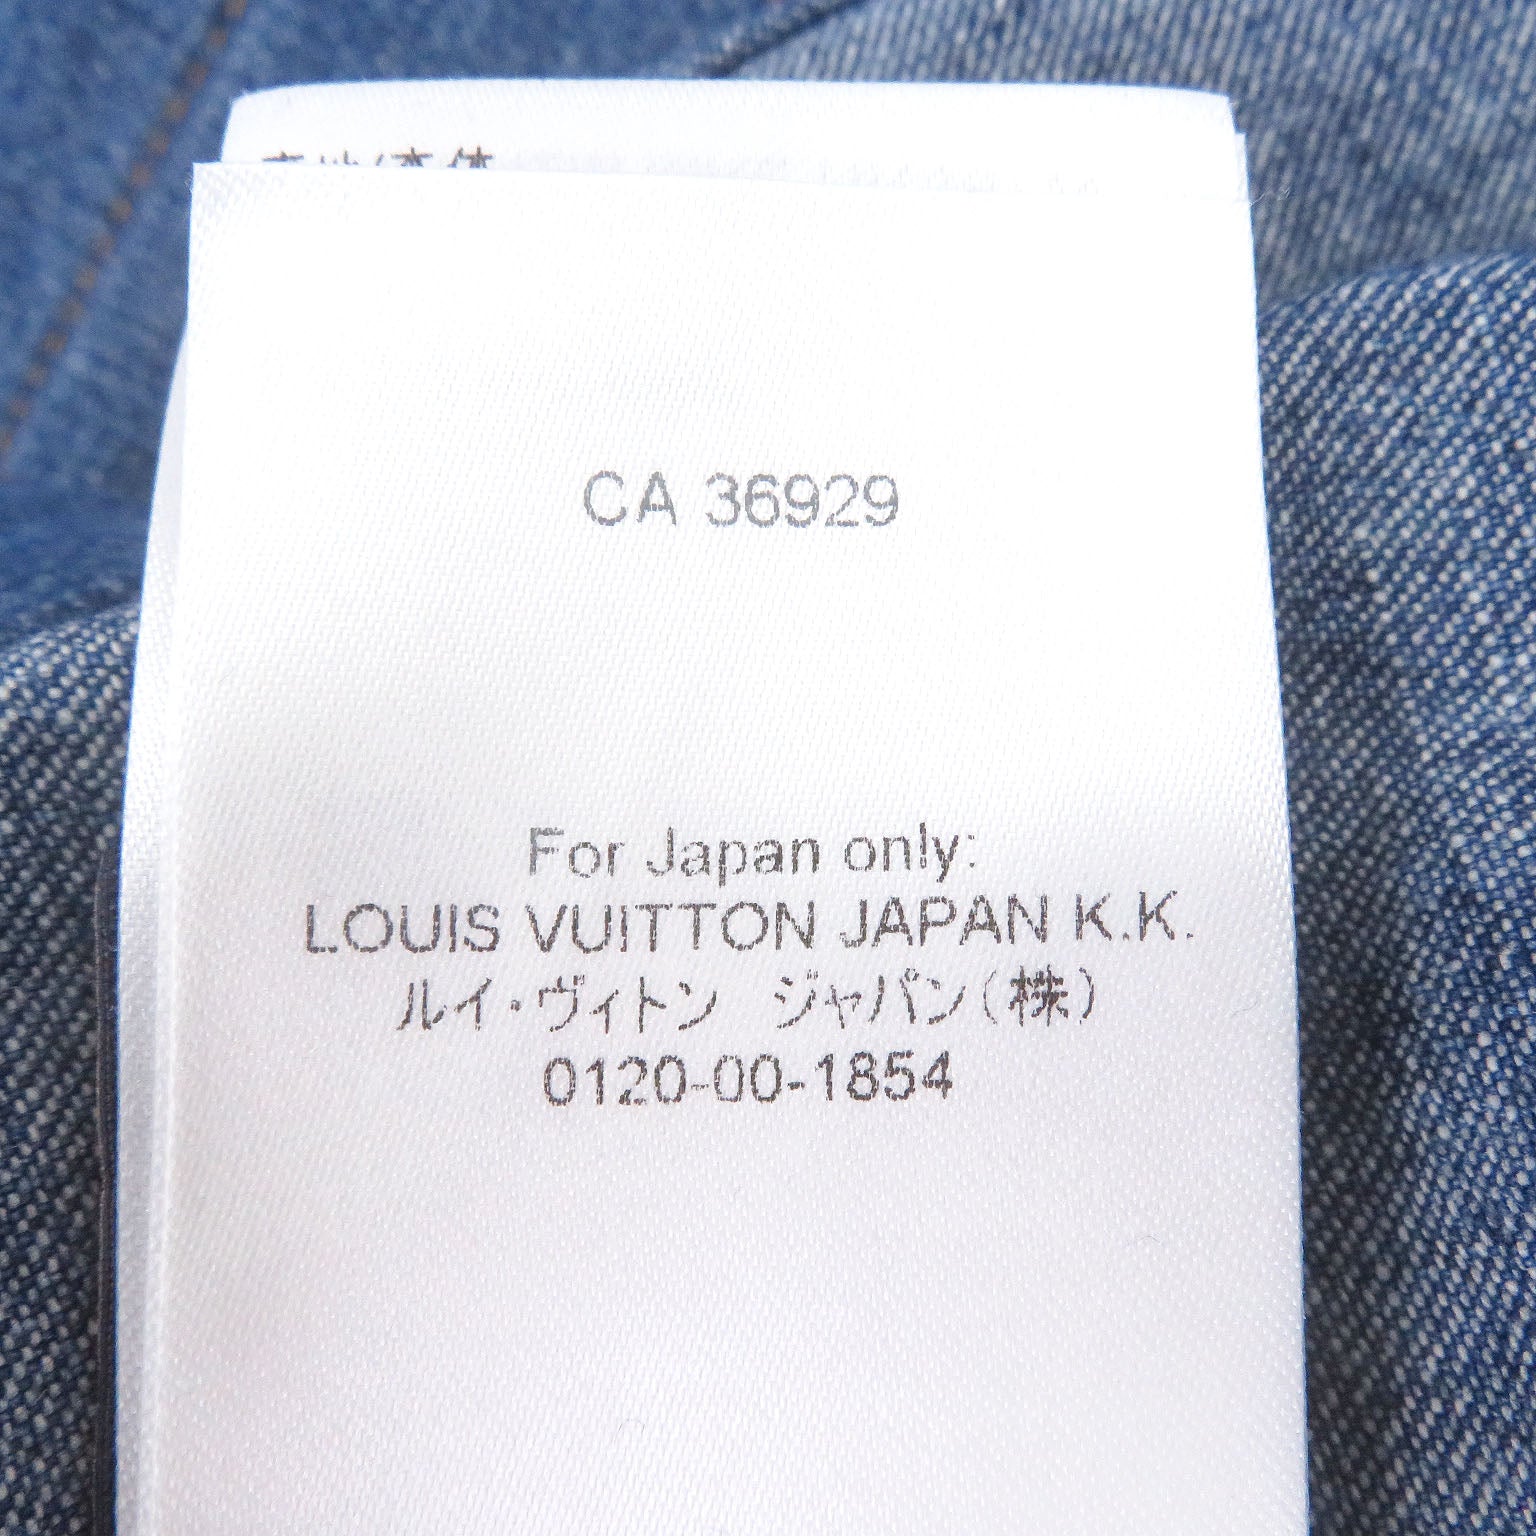 CA 36929
For Japan only:
LOUIS VUITTON JAPAN K.K.
ルイ・ヴィトン　ジャパン(株)
0120-00-1854